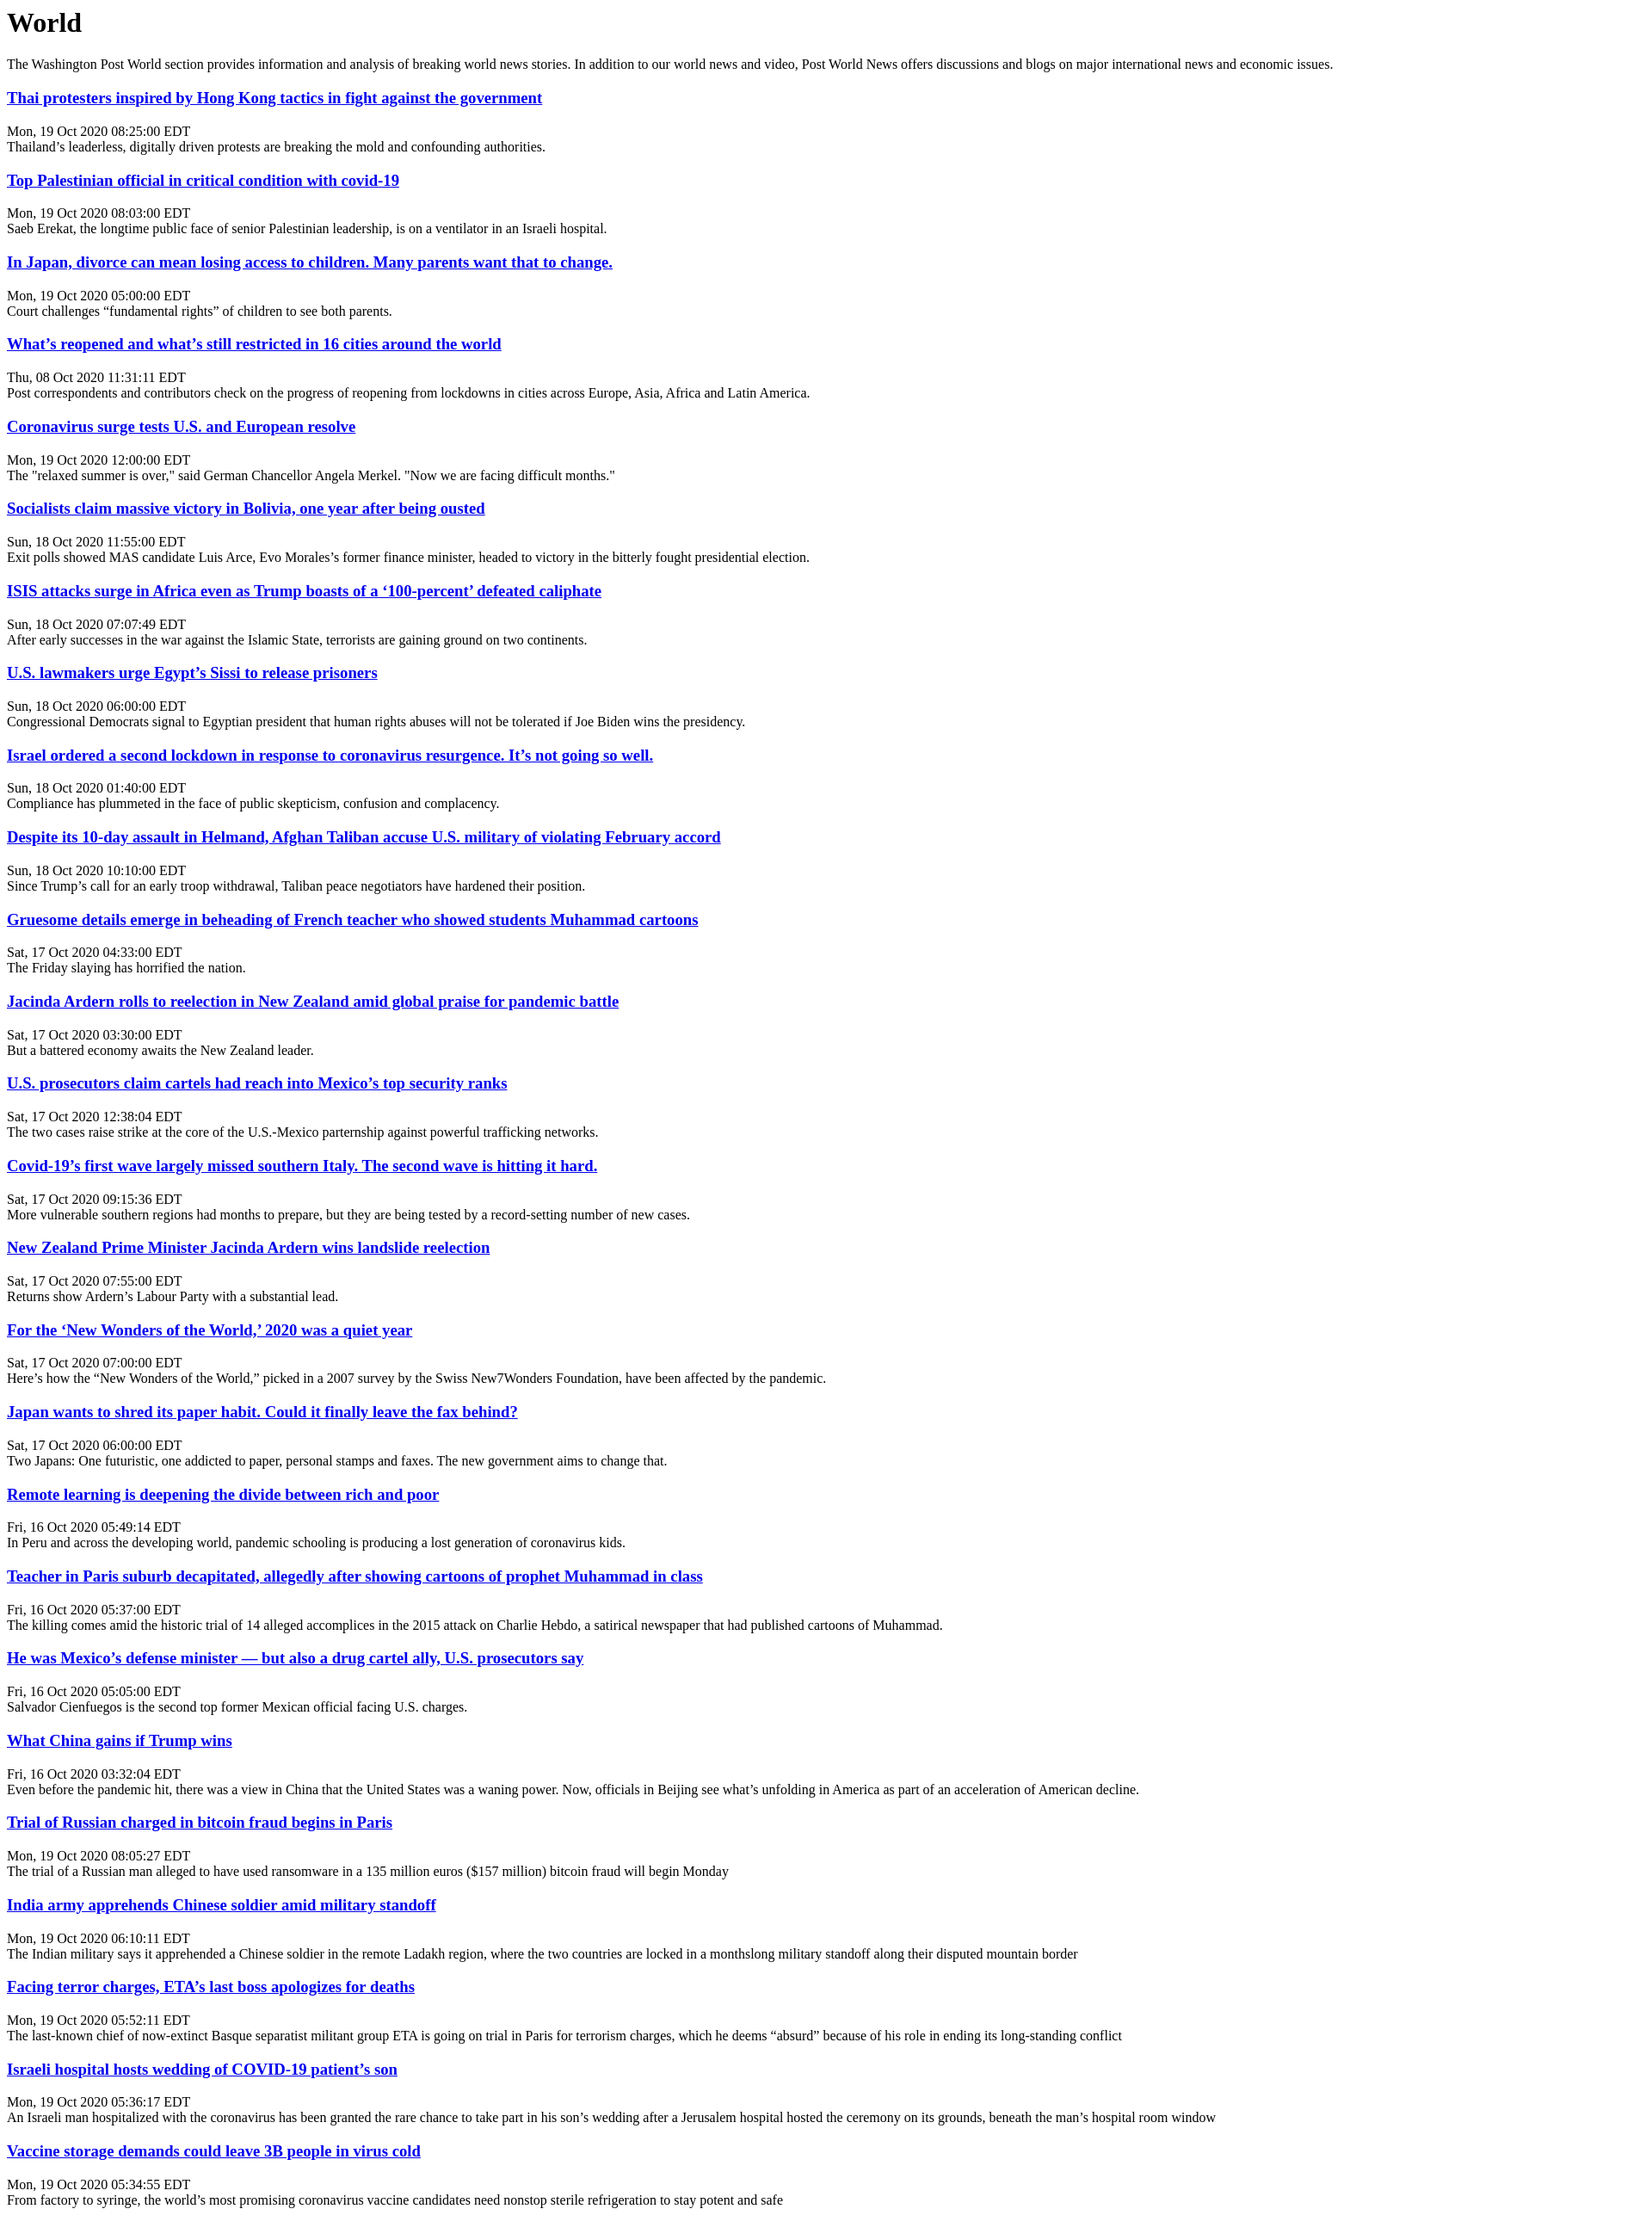 World
The Washington Post World section provides information and analysis of breaking world news stories. In addition to our world news and video, Post World News offers discussions and blogs on major international news and economic issues.
Thai protesters inspired by Hong Kong tactics in fight against the government
Mon, 19 Oct 2020 08:25:00 EDT
Thailand’s leaderless, digitally driven protests are breaking the mold and confounding authorities.
Top Palestinian official in critical condition with covid-19
Mon, 19 Oct 2020 08:03:00 EDT
Saeb Erekat, the longtime public face of senior Palestinian leadership, is on a ventilator in an Israeli hospital.
In Japan, divorce can mean losing access to children. Many parents want that to change.
Mon, 19 Oct 2020 05:00:00 EDT
Court challenges “fundamental rights” of children to see both parents.
What’s reopened and what’s still restricted in 16 cities around the world
Thu, 08 Oct 2020 11:31:11 EDT
Post correspondents and contributors check on the progress of reopening from lockdowns in cities across Europe, Asia, Africa and Latin America.
Coronavirus surge tests U.S. and European resolve
Mon, 19 Oct 2020 12:00:00 EDT
The "relaxed summer is over," said German Chancellor Angela Merkel. "Now we are facing difficult months."
Socialists claim massive victory in Bolivia, one year after being ousted
Sun, 18 Oct 2020 11:55:00 EDT
Exit polls showed MAS candidate Luis Arce, Evo Morales’s former finance minister, headed to victory in the bitterly fought presidential election.
ISIS attacks surge in Africa even as Trump boasts of a ‘100-percent’ defeated caliphate
Sun, 18 Oct 2020 07:07:49 EDT
After early successes in the war against the Islamic State, terrorists are gaining ground on two continents.
U.S. lawmakers urge Egypt’s Sissi to release prisoners
Sun, 18 Oct 2020 06:00:00 EDT
Congressional Democrats signal to Egyptian president that human rights abuses will not be tolerated if Joe Biden wins the presidency.
Israel ordered a second lockdown in response to coronavirus resurgence. It’s not going so well.
Sun, 18 Oct 2020 01:40:00 EDT
Compliance has plummeted in the face of public skepticism, confusion and complacency.
Despite its 10-day assault in Helmand, Afghan Taliban accuse U.S. military of violating February accord
Sun, 18 Oct 2020 10:10:00 EDT
Since Trump’s call for an early troop withdrawal, Taliban peace negotiators have hardened their position.
Gruesome details emerge in beheading of French teacher who showed students Muhammad cartoons
Sat, 17 Oct 2020 04:33:00 EDT
The Friday slaying has horrified the nation.
Jacinda Ardern rolls to reelection in New Zealand amid global praise for pandemic battle
Sat, 17 Oct 2020 03:30:00 EDT
But a battered economy awaits the New Zealand leader.
U.S. prosecutors claim cartels had reach into Mexico’s top security ranks
Sat, 17 Oct 2020 12:38:04 EDT
The two cases raise strike at the core of the U.S.-Mexico parternship against powerful trafficking networks.
Covid-19’s first wave largely missed southern Italy. The second wave is hitting it hard.
Sat, 17 Oct 2020 09:15:36 EDT
More vulnerable southern regions had months to prepare, but they are being tested by a record-setting number of new cases.
New Zealand Prime Minister Jacinda Ardern wins landslide reelection
Sat, 17 Oct 2020 07:55:00 EDT
Returns show Ardern’s Labour Party with a substantial lead.
For the ‘New Wonders of the World,’ 2020 was a quiet year
Sat, 17 Oct 2020 07:00:00 EDT
Here’s how the “New Wonders of the World,” picked in a 2007 survey by the Swiss New7Wonders Foundation, have been affected by the pandemic.
Japan wants to shred its paper habit. Could it finally leave the fax behind?
Sat, 17 Oct 2020 06:00:00 EDT
Two Japans: One futuristic, one addicted to paper, personal stamps and faxes. The new government aims to change that.
Remote learning is deepening the divide between rich and poor
Fri, 16 Oct 2020 05:49:14 EDT
In Peru and across the developing world, pandemic schooling is producing a lost generation of coronavirus kids.
Teacher in Paris suburb decapitated, allegedly after showing cartoons of prophet Muhammad in class
Fri, 16 Oct 2020 05:37:00 EDT
The killing comes amid the historic trial of 14 alleged accomplices in the 2015 attack on Charlie Hebdo, a satirical newspaper that had published cartoons of Muhammad.
He was Mexico’s defense minister — but also a drug cartel ally, U.S. prosecutors say
Fri, 16 Oct 2020 05:05:00 EDT
Salvador Cienfuegos is the second top former Mexican official facing U.S. charges.
What China gains if Trump wins
Fri, 16 Oct 2020 03:32:04 EDT
Even before the pandemic hit, there was a view in China that the United States was a waning power. Now, officials in Beijing see what’s unfolding in America as part of an acceleration of American decline.
Trial of Russian charged in bitcoin fraud begins in Paris
Mon, 19 Oct 2020 08:05:27 EDT
The trial of a Russian man alleged to have used ransomware in a 135 million euros ($157 million) bitcoin fraud will begin Monday
India army apprehends Chinese soldier amid military standoff
Mon, 19 Oct 2020 06:10:11 EDT
The Indian military says it apprehended a Chinese soldier in the remote Ladakh region, where the two countries are locked in a monthslong military standoff along their disputed mountain border
Facing terror charges, ETA’s last boss apologizes for deaths
Mon, 19 Oct 2020 05:52:11 EDT
The last-known chief of now-extinct Basque separatist militant group ETA is going on trial in Paris for terrorism charges, which he deems “absurd” because of his role in ending its long-standing conflict
Israeli hospital hosts wedding of COVID-19 patient’s son
Mon, 19 Oct 2020 05:36:17 EDT
An Israeli man hospitalized with the coronavirus has been granted the rare chance to take part in his son’s wedding after a Jerusalem hospital hosted the ceremony on its grounds, beneath the man’s hospital room window
Vaccine storage demands could leave 3B people in virus cold
Mon, 19 Oct 2020 05:34:55 EDT
From factory to syringe, the world’s most promising coronavirus vaccine candidates need nonstop sterile refrigeration to stay potent and safe